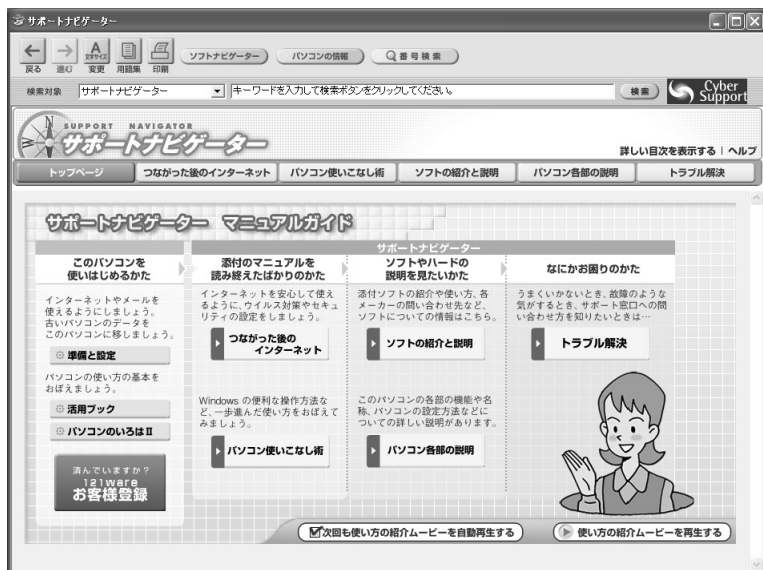 サポートナビゲーター
戻る 進む 文字サイズ 変更 用語集 印刷 ソフトナビゲーター パソコンの情報 番号検索
検索対象 サポートナビゲーター キーワードを入力して検索ボタンをクリックしてください。 検索 Cyber Support
SUPPORT NAVIGATOR
サポートナビゲーター
詳しい目次を表示する | ヘルプ
トップページ つながった後のインターネット パソコン使いこなし術 ソフトの紹介と説明 パソコン各部の説明 トラブル解決
サポートナビゲーター マニュアルガイド
サポートナビゲーター
このパソコンを
使いはじめるかた
インターネットやメールを
使えるようにしましょう。
古いパソコンのデータを
このパソコンに移しましょう。
準備と設定
パソコンの使い方の基本を
おぼえましょう。
活用ブック
パソコンのいろはⅡ
済んでいますか?
121ware
お客様登録
添付のマニュアルを
読み終えたばかりのかた
インターネットを安心して使え
るように、ウイルス対策やセキュ
リティの設定をしましょう。
つながった後の
インターネット
Windows の便利な操作方法な
ど、一歩進んだ使い方をおぼえて
みましょう。
パソコン使いこなし術
ソフトやハードの
説明を見たいかた
添付ソフトの紹介や使い方、各
メーカーの問い合わせ先など、
ソフトについての情報はこちら。
ソフトの紹介と説明
このパソコンの各部の機能や名
称、パソコンの設定方法などに
ついての詳しい説明があります。
パソコン各部の説明
なにかお困りのかた
うまくいかないとき、故障のような
気がするとき、サポート窓口への問
い合わせ方を知りたいときは…
トラブル解決
次回も使い方の紹介ムービーを自動再生する 使い方の紹介ムービーを再生する